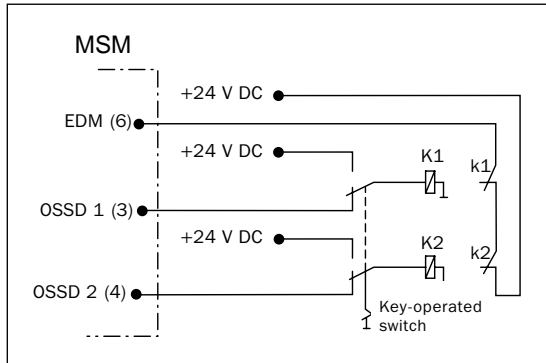 MSM
+24 V DC
EDM (6)
+24 V DC
K1
k1
OSSD 1 (3)
+24 V DC
K2
k2
OSSD 2 (4)
Key-operated
switch